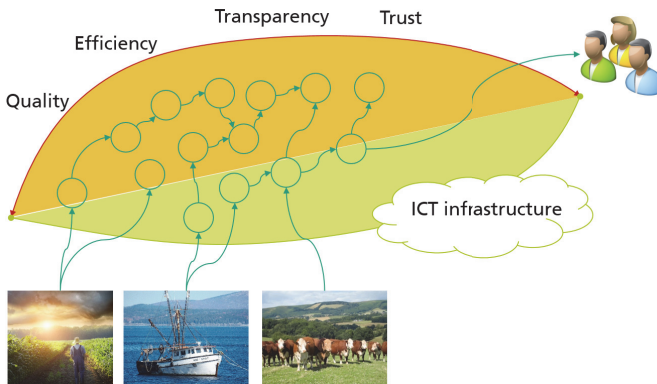 Transparency
Trust
Efficiency
Quality
ICT infrastructure